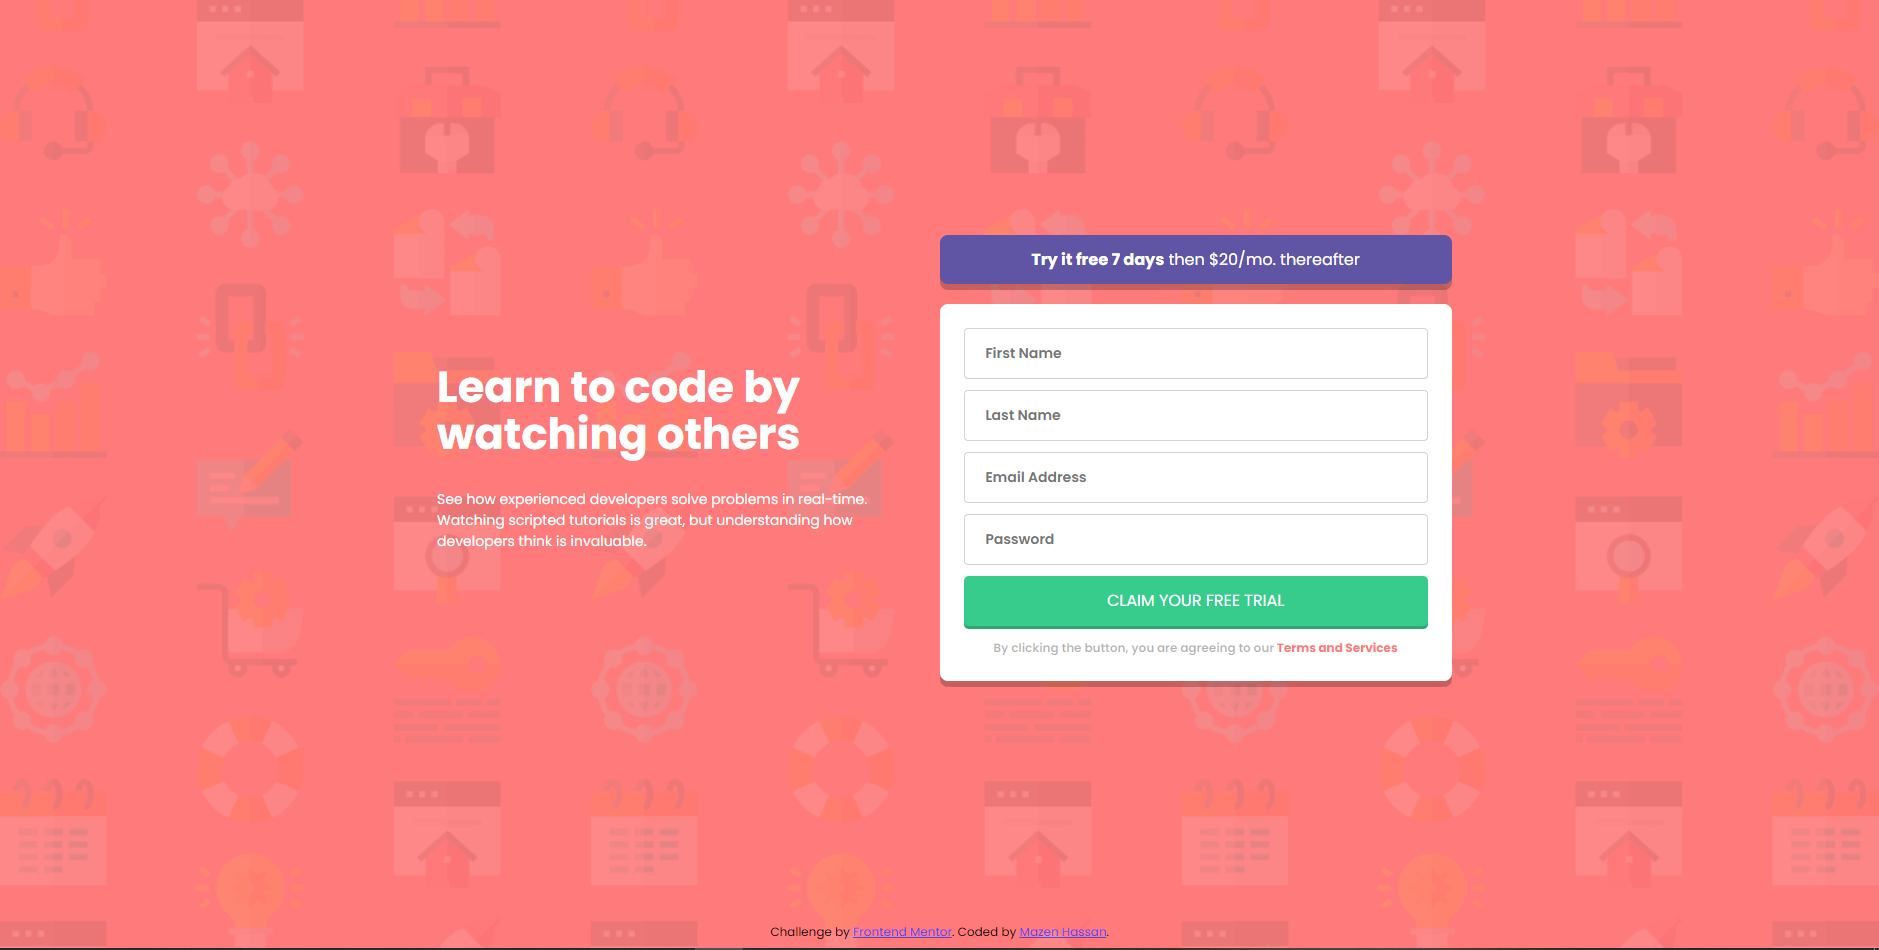 Learn to code by
watching others
See how experienced developers solve problems in real-time.
Watching scripted tutorials is great, but understanding how
developers think is invaluable.
Try it free 7 days then $20/mo. thereafter
First Name
Last Name
Email Address
Password
CLAIM YOUR FREE TRIAL
By clicking the button, you are agreeing to our Terms and Services
Challenge by Frontend Mentor. Coded by Mazen Hassan.